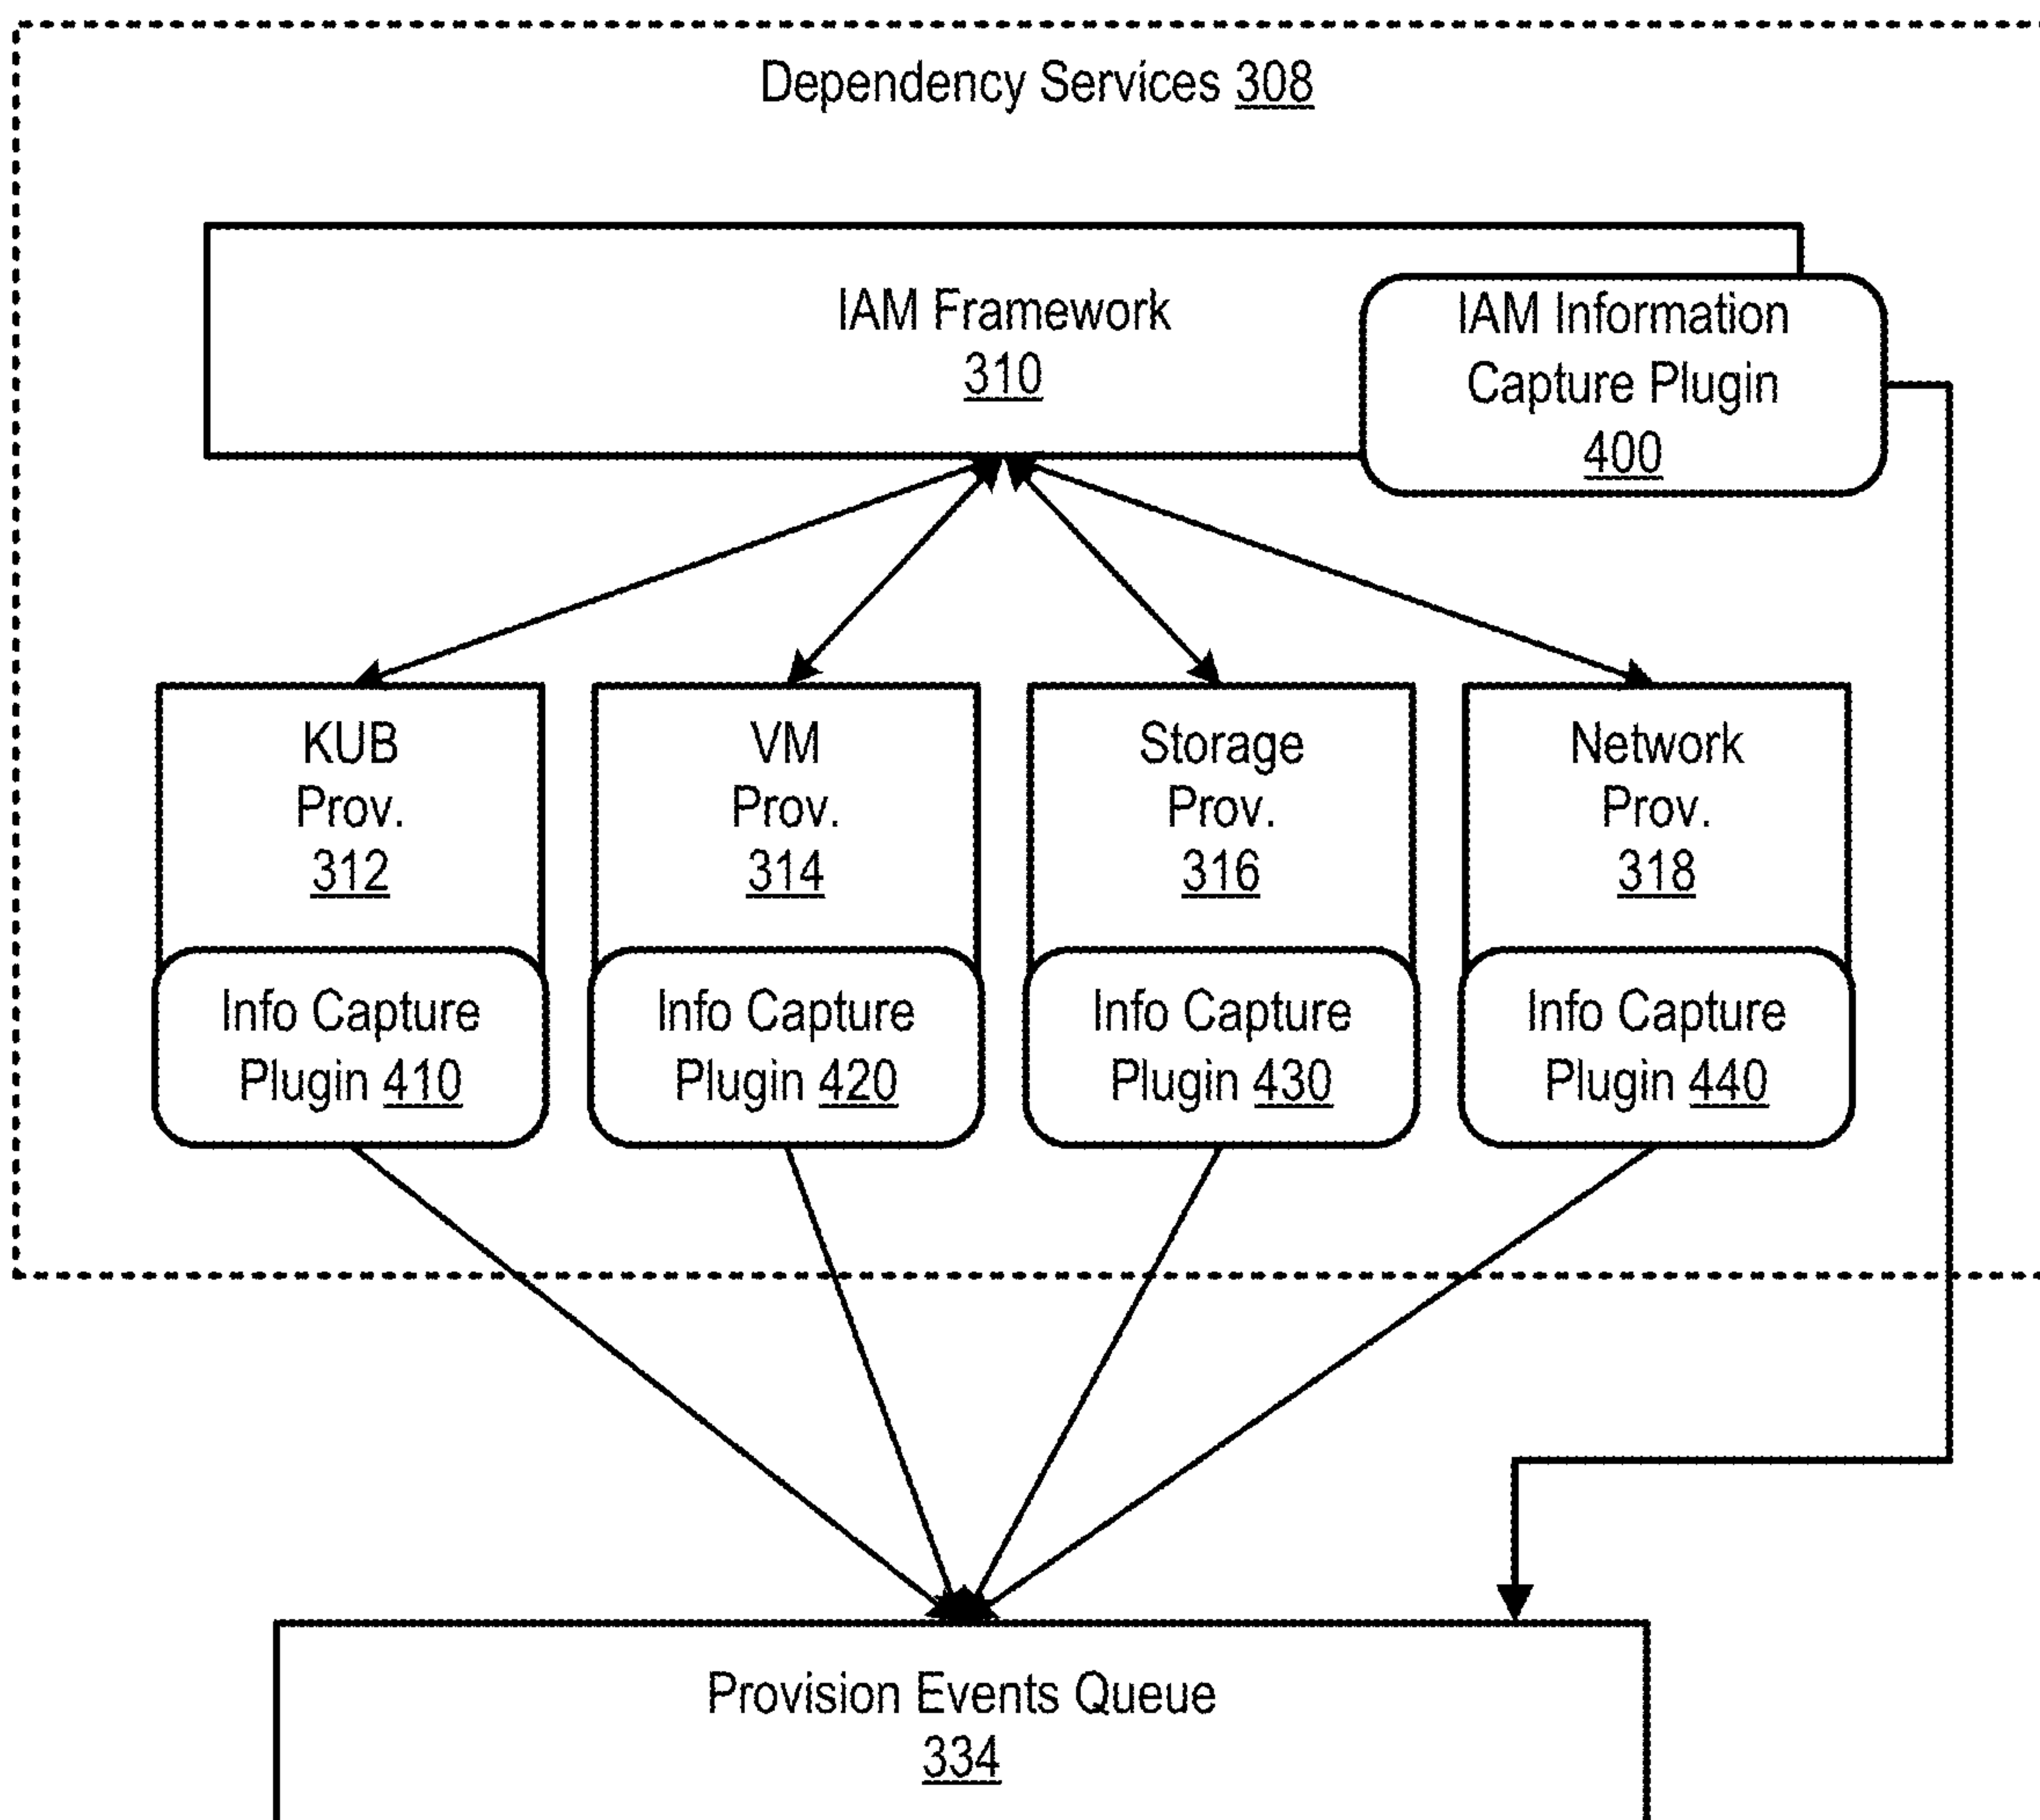 Dependency Services 308
IAM Framework
310
IAM Information
Capture Plugin
400
KUB
Prov.
312
VM
Prov.
314
Storage
Prov.
316
Network
Prov.
318
Info Capture
Plugin 410
Info Capture
Plugin 420
Info Capture
Plugin 430
Info Capture
Plugin 440
Provision Events Queue
334